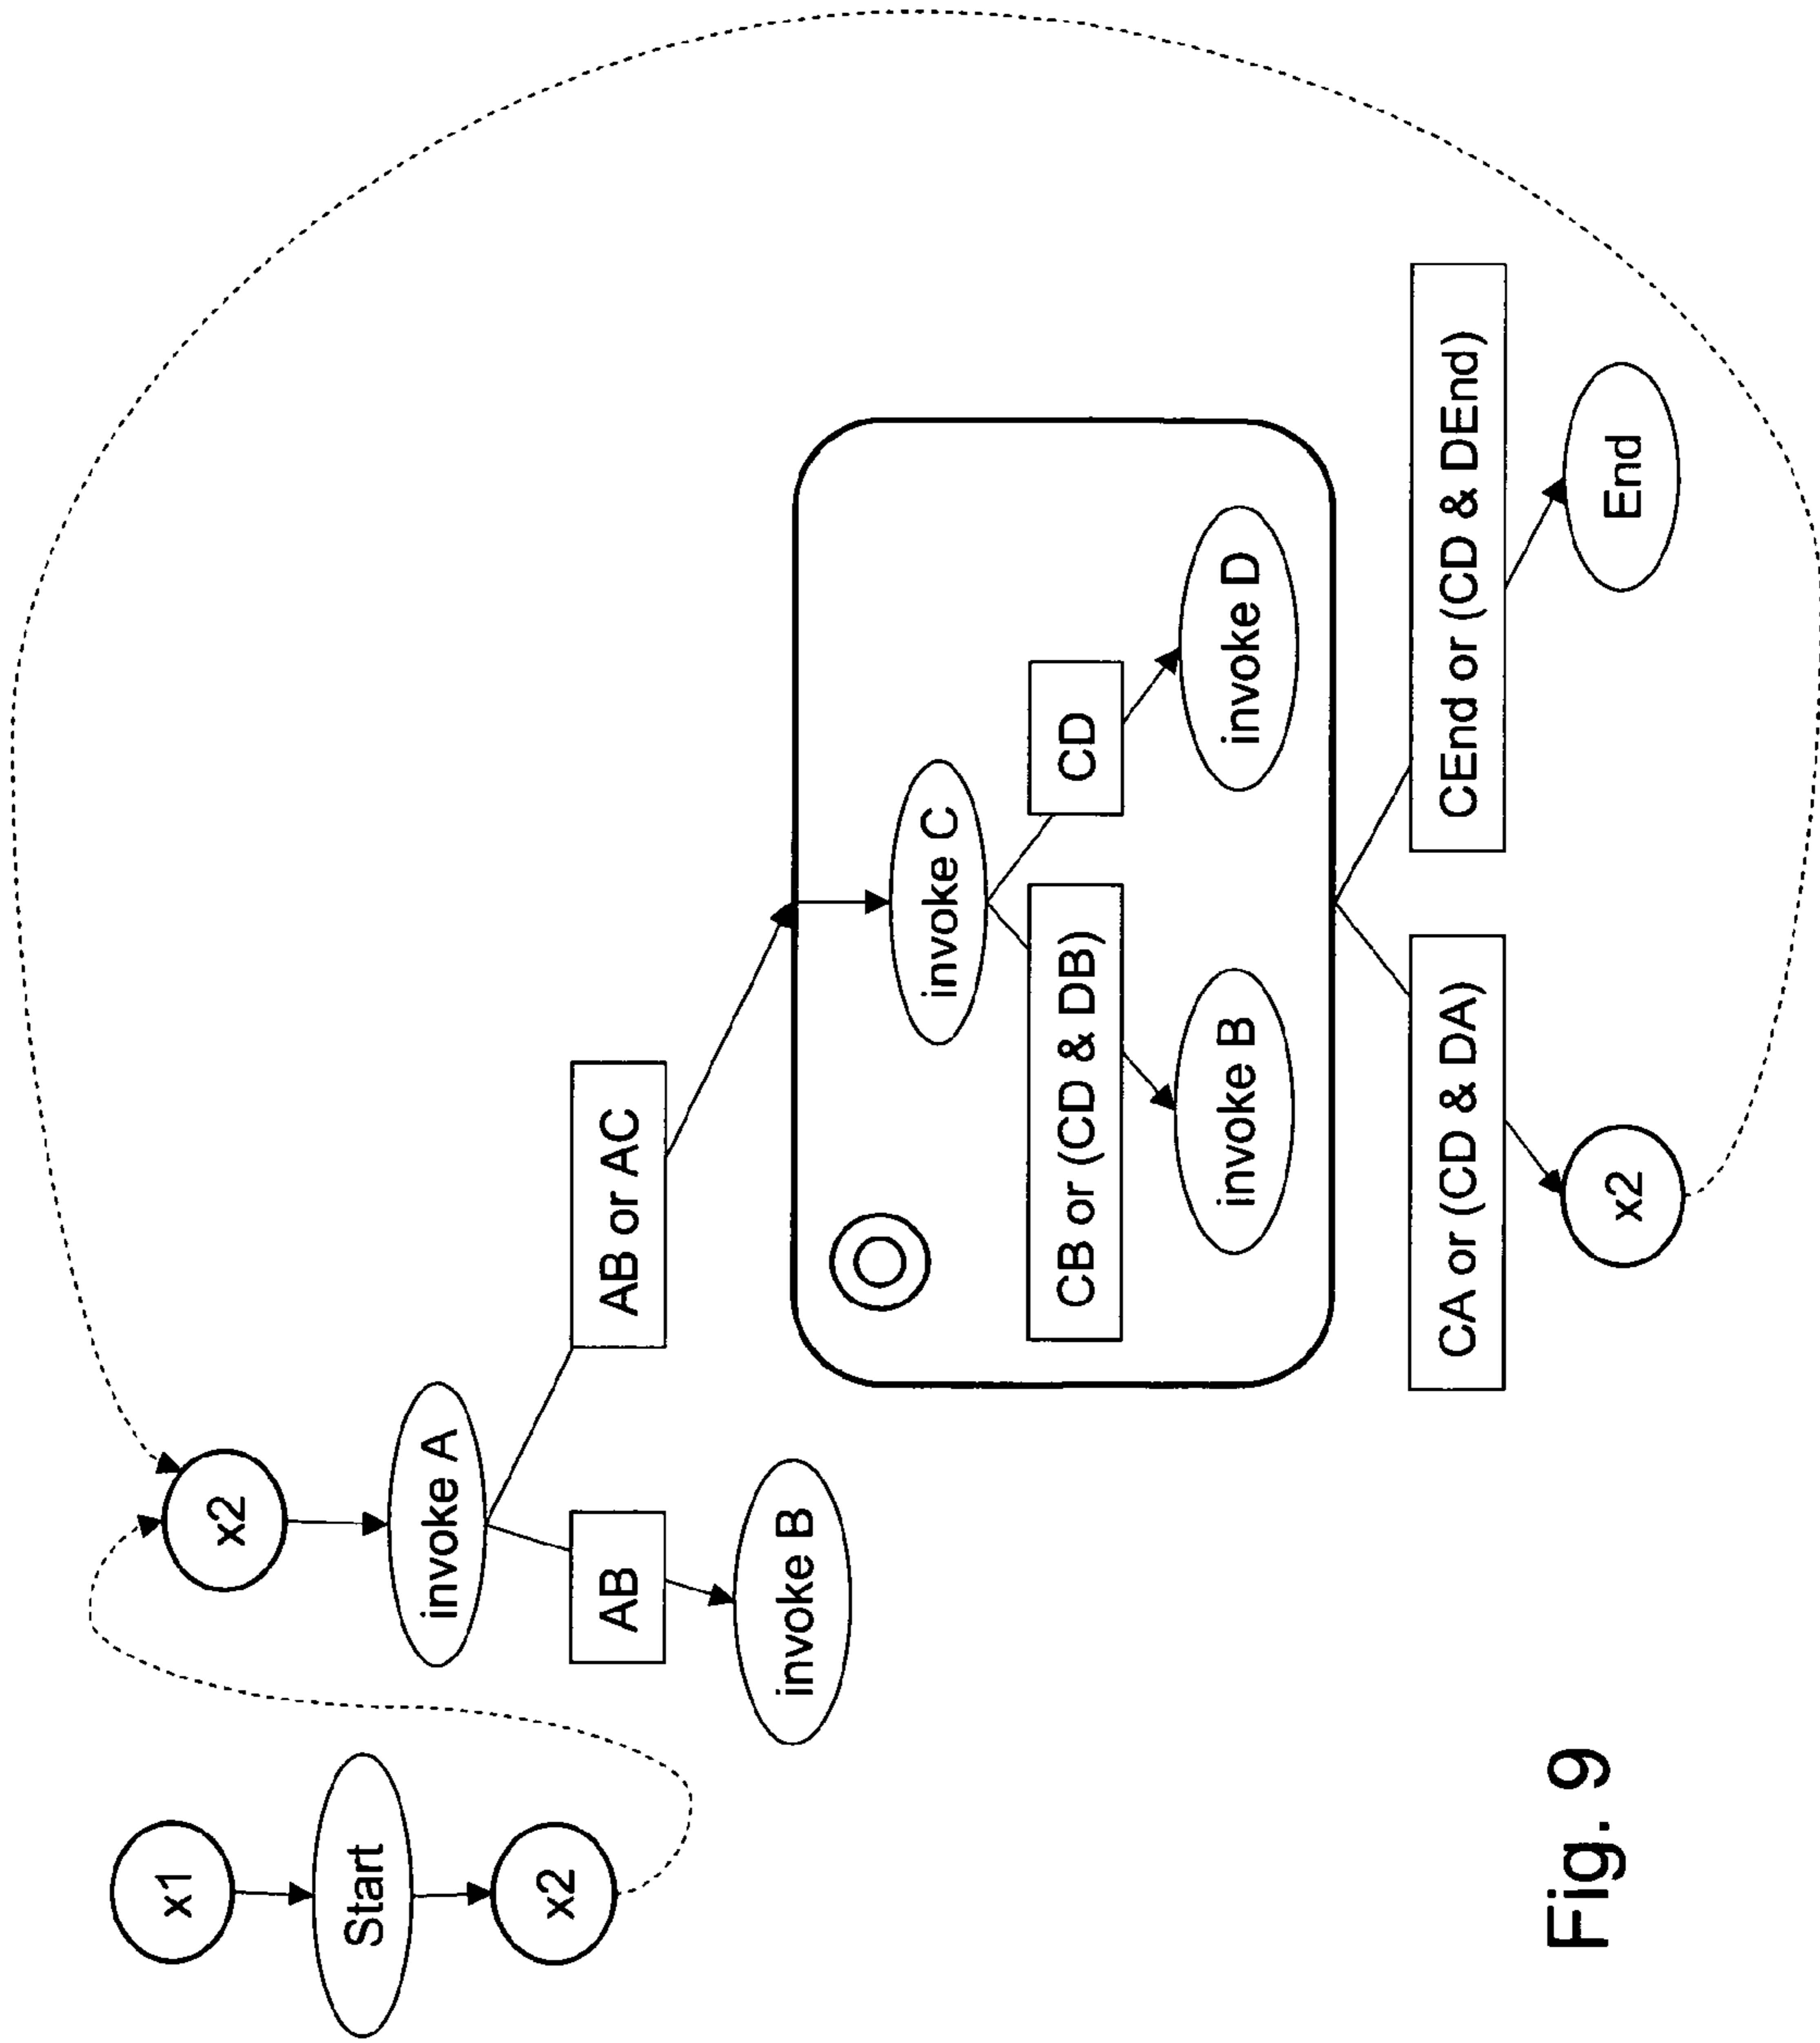 x1
Start
x2
x2
invoke A
AB
AB or AC
invoke B
invoke C
CB or (CD & DB)
CD
invoke B
invoke D
CA or (CD & DA)
CEnd or (CD & DEnd)
x2
End
Fig. 9